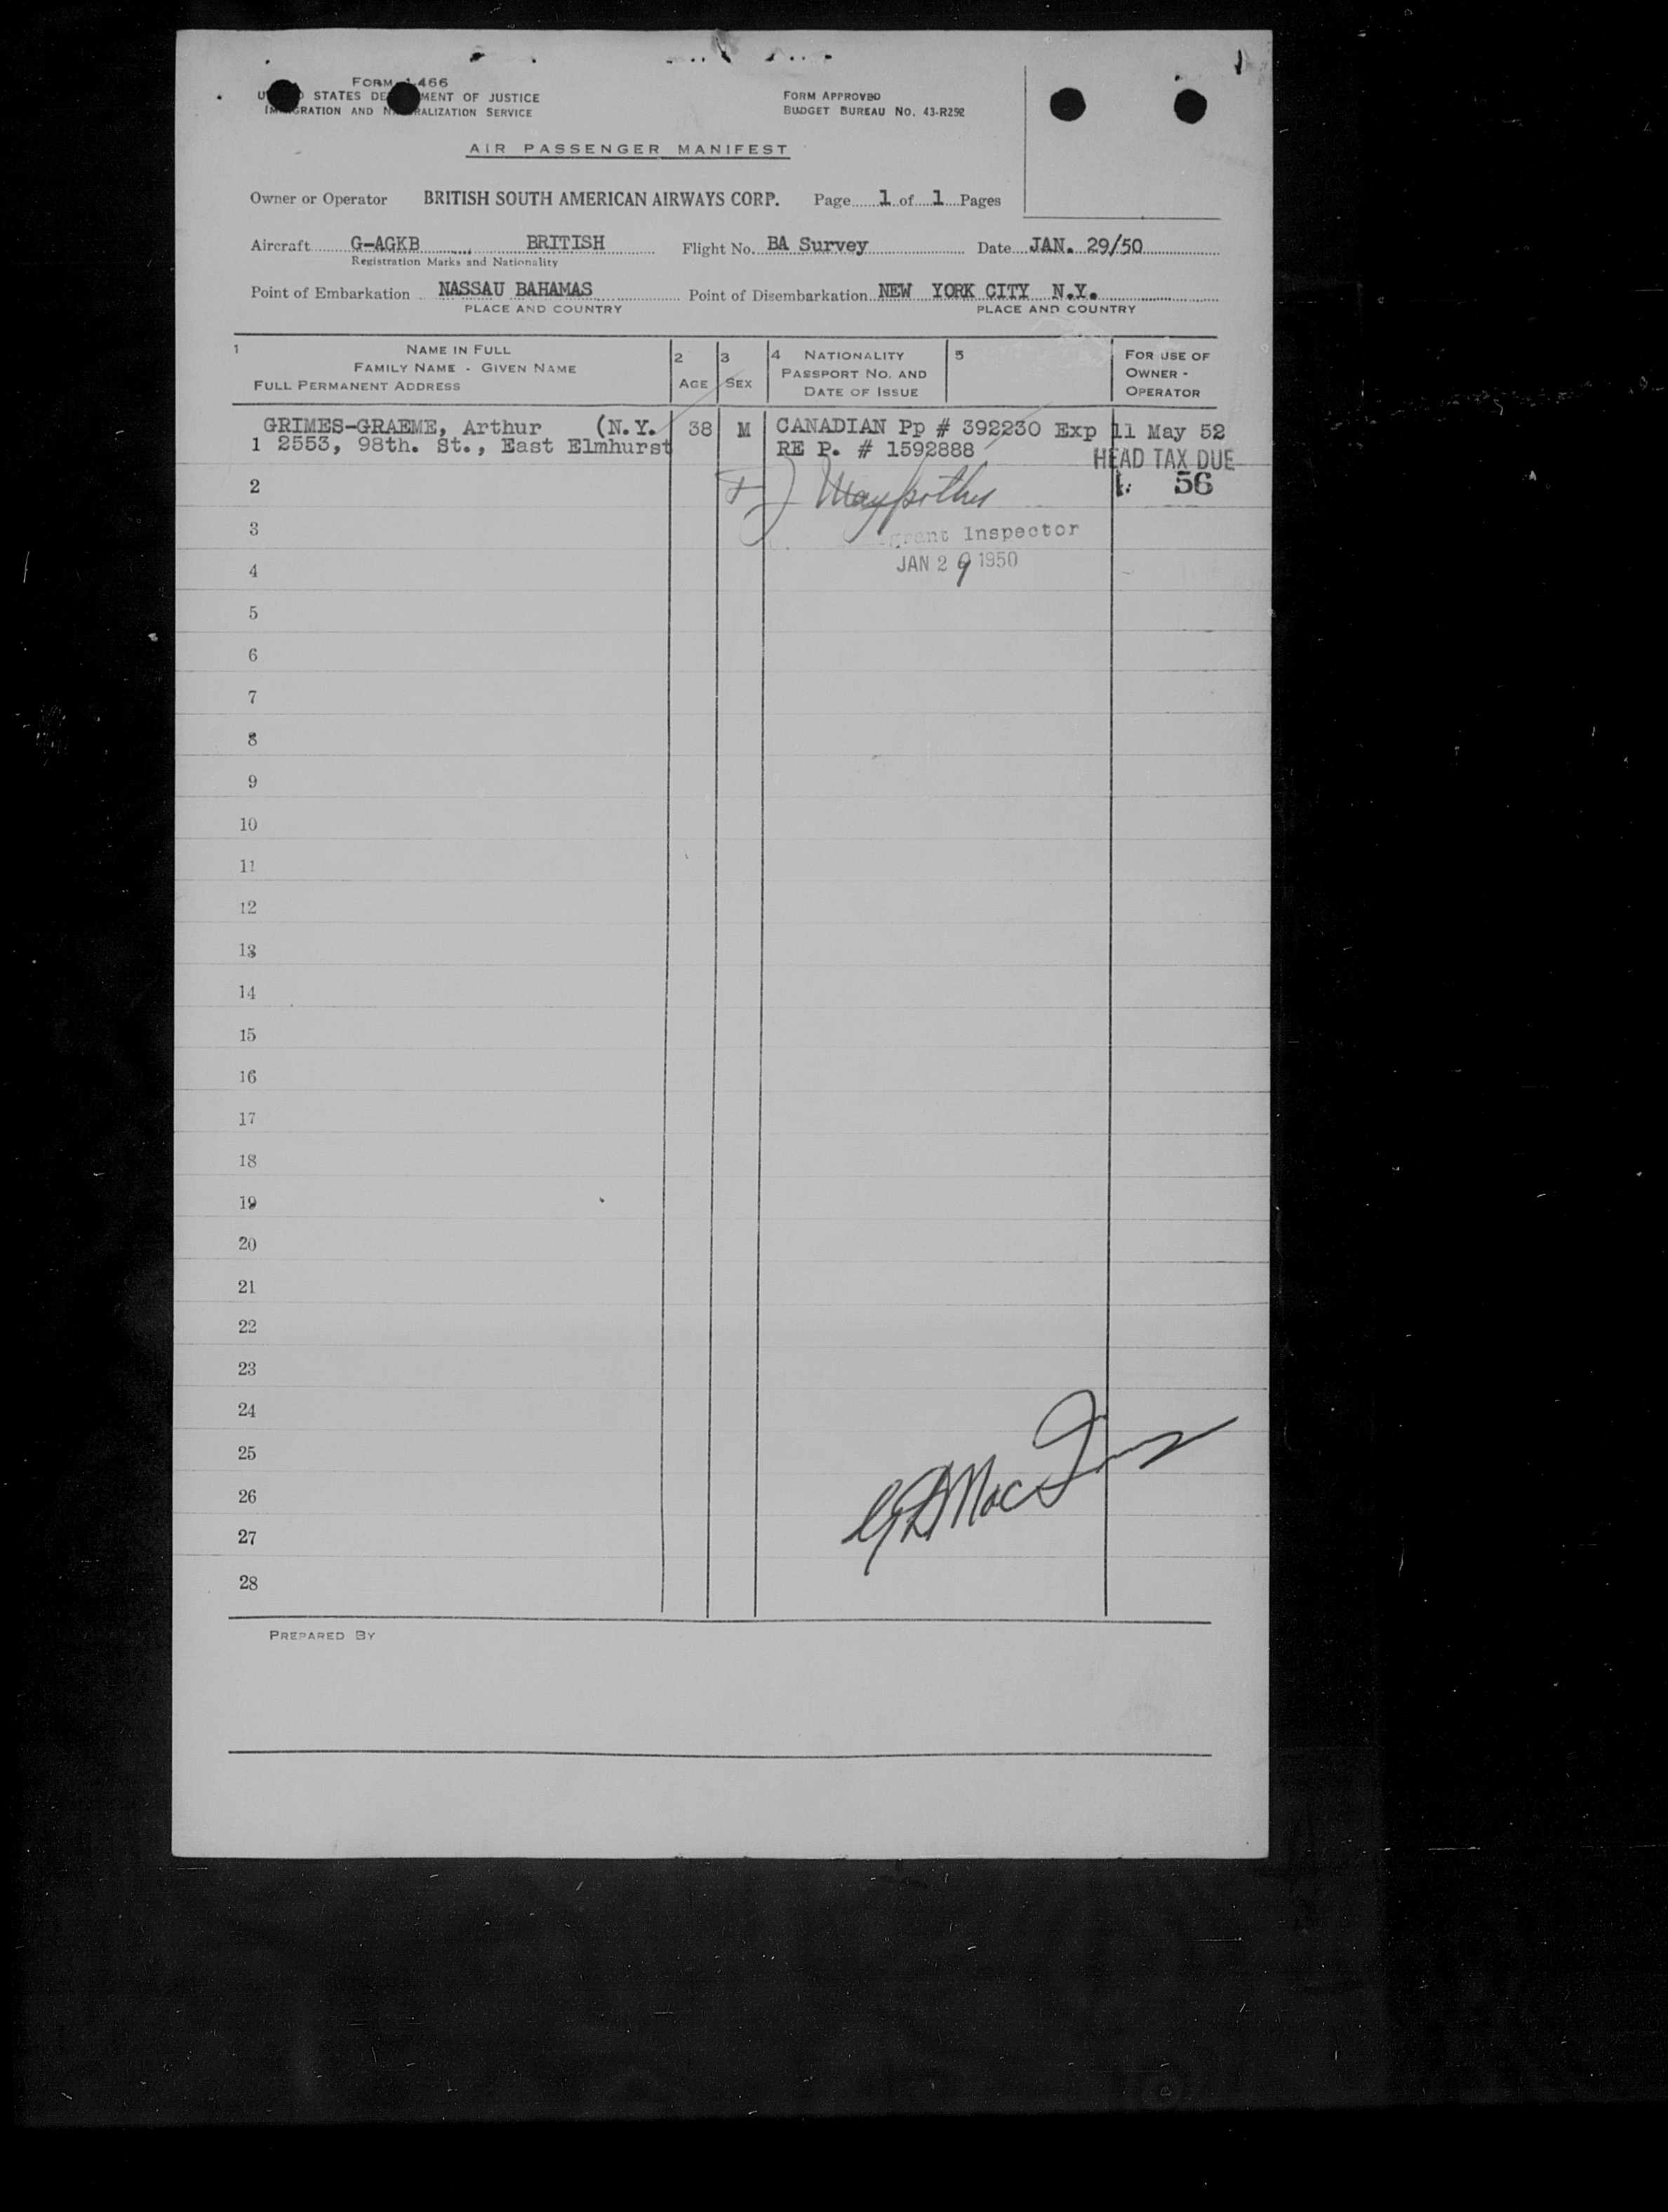 FORM I-466
UNITED STATES DEPARTMENT OF JUSTICE
IMMIGRATION AND NATURALIZATION SERVICE
FORM APPROVED
BUDGET BUREAU NO. 43-R292
AIR PASSENGER MANIFEST
Owner or Operator BRITISH SOUTH AMERICAN AIRWAYS CORP. Page 1 of 1 Pages
Aircraft G-AGKB BRITISH Flight No. BA Survey Date JAN. 29/50
Registration Marks and Nationality
Point of Embarkation NASSAU BAHAMAS Point of Disembarkation NEW YORK CITY N.Y.
PLACE AND COUNTRY PLACE AND COUNTRY
1 NAME IN FULL
FAMILY NAME - GIVEN NAME
FULL PERMANENT ADDRESS
2 AGE
3 SEX
4 NATIONALITY
PASSPORT NO. AND
DATE OF ISSUE
5
FOR USE OF
OWNER -
OPERATOR
GRIMES-GRAEME, Arthur (N.Y. 38 M CANADIAN Pp # 392230 Exp 11 May 52
1 2553, 98th. St., East Elmhurst RE P. # 1592888
HEAD TAX DUE
2 56
3
Inspector
JAN 29 1950
4
5
6
7
8
9
10
11
12
13
14
15
16
17
18
19
20
21
22
23
24
25
26
27
28
PREPARED BY